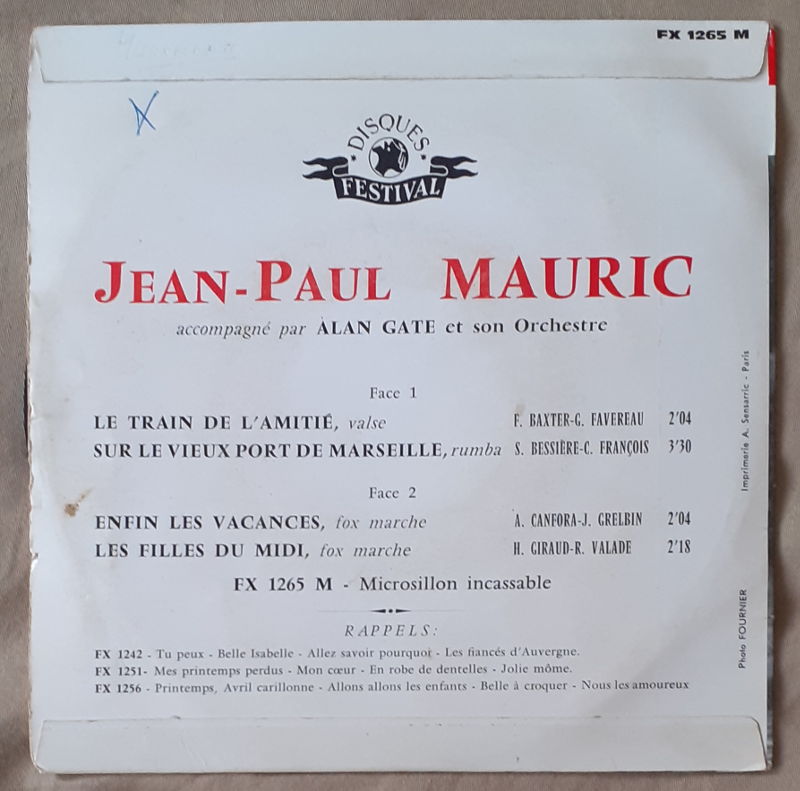 FX 1265 M
DISQUES
FESTIVAL
JEAN-PAUL MAURIC
accompagné par ALAN GATE et son Orchestre
Face 1
LE TRAIN DE L'AMITIÉ, valse F. BAXTER-G. FAVEREAU 2'04
SUR LE VIEUX PORT DE MARSEILLE, rumba S. BESSIÈRE-C. FRANÇOIS 3'30
Face 2
ENFIN LES VACANCES, fox marche A. CANFORA-J. GRELBIN 2'04
LES FILLES DU MIDI, fox marche H. GIRAUD-R. VALADE 2'18
FX 1265 M - Microsillon incassable
RAPPELS:
FX 1242 - Tu peux - Belle Isabelle - Allez savoir pourquoi - Les fiancés d'Auvergne.
FX 1251- Mes printemps perdus - Mon cœur - En robe de dentelles - Jolie môme.
FX 1256 - Printemps, Avril carillonne - Allons allons les enfants - Belle à croquer - Nous les amoureux
Imprimerie A. Sensarric - Paris
Photo FOURNIER